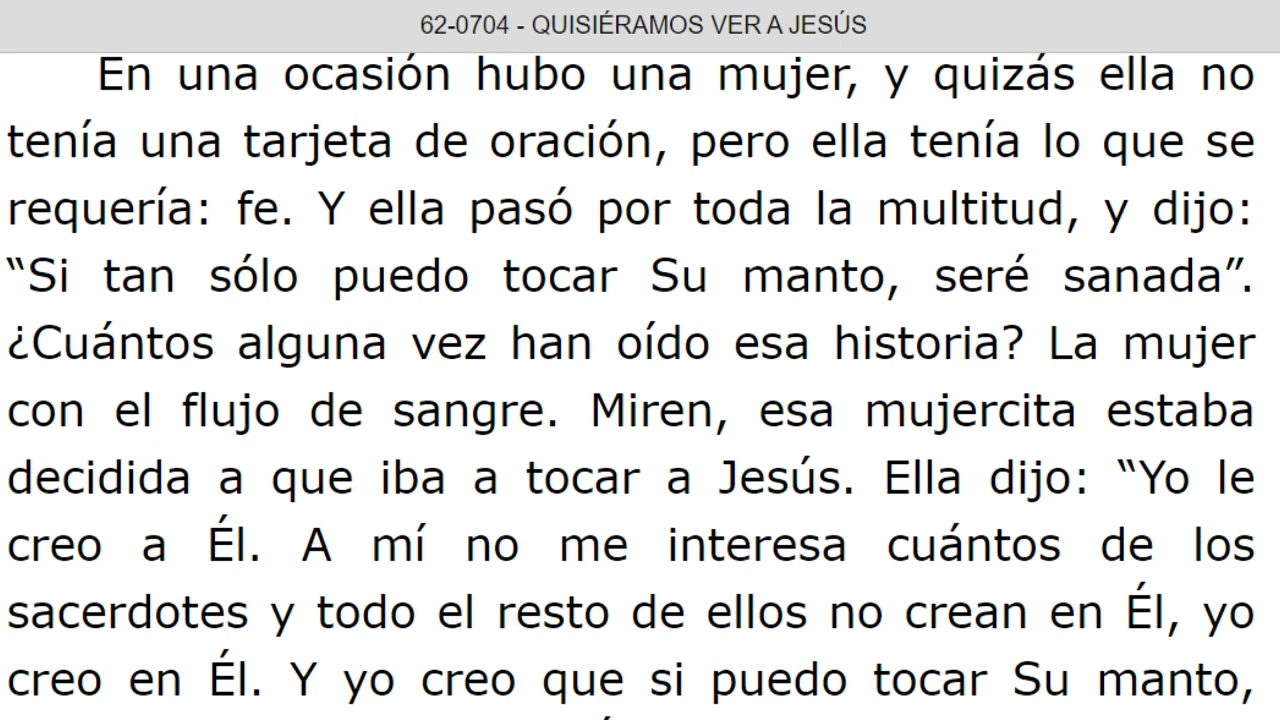 62-0704 - QUISIÉRAMOS VER A JESÚS
En una ocasión hubo una mujer, y quizás ella no
tenía una tarjeta de oración, pero ella tenía lo que se
requería: fe. Y ella pasó por toda la multitud, y dijo:
“Si tan sólo puedo tocar Su manto, seré sanada”.
¿Cuántos alguna vez han oído esa historia? La mujer
con el flujo de sangre. Miren, esa mujercita estaba
decidida a que iba a tocar a Jesús. Ella dijo: “Yo le
creo a Él. A mí no me interesa cuántos de los
sacerdotes y todo el resto de ellos no crean en Él, yo
creo en Él. Y yo creo que si puedo tocar Su manto,